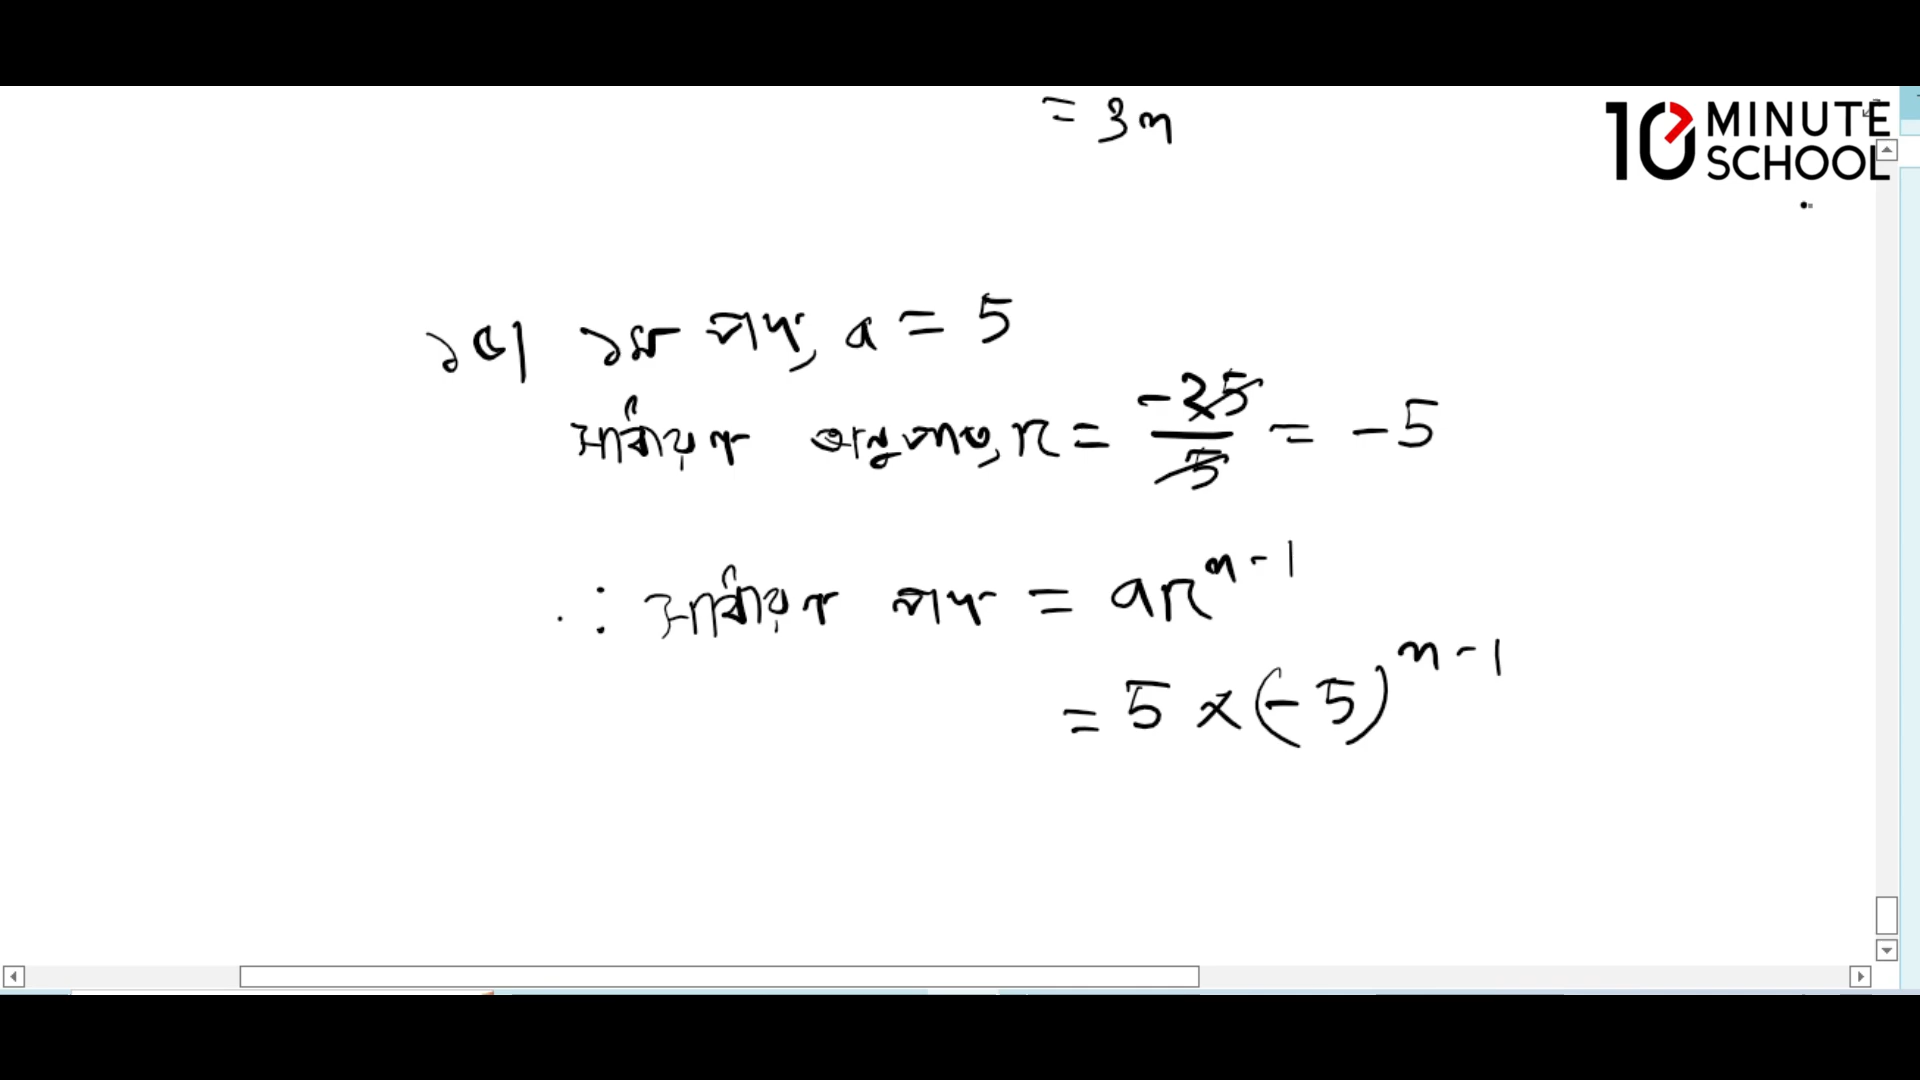 = 3n
10 MINUTE
SCHOOL
১৫। ১ম পদ, a = 5
সাধারণ অনুপাত, r = -25/5 = -5
∴ সাধারণ পদ = ar^(n-1)
= 5 × (-5)^(n-1)